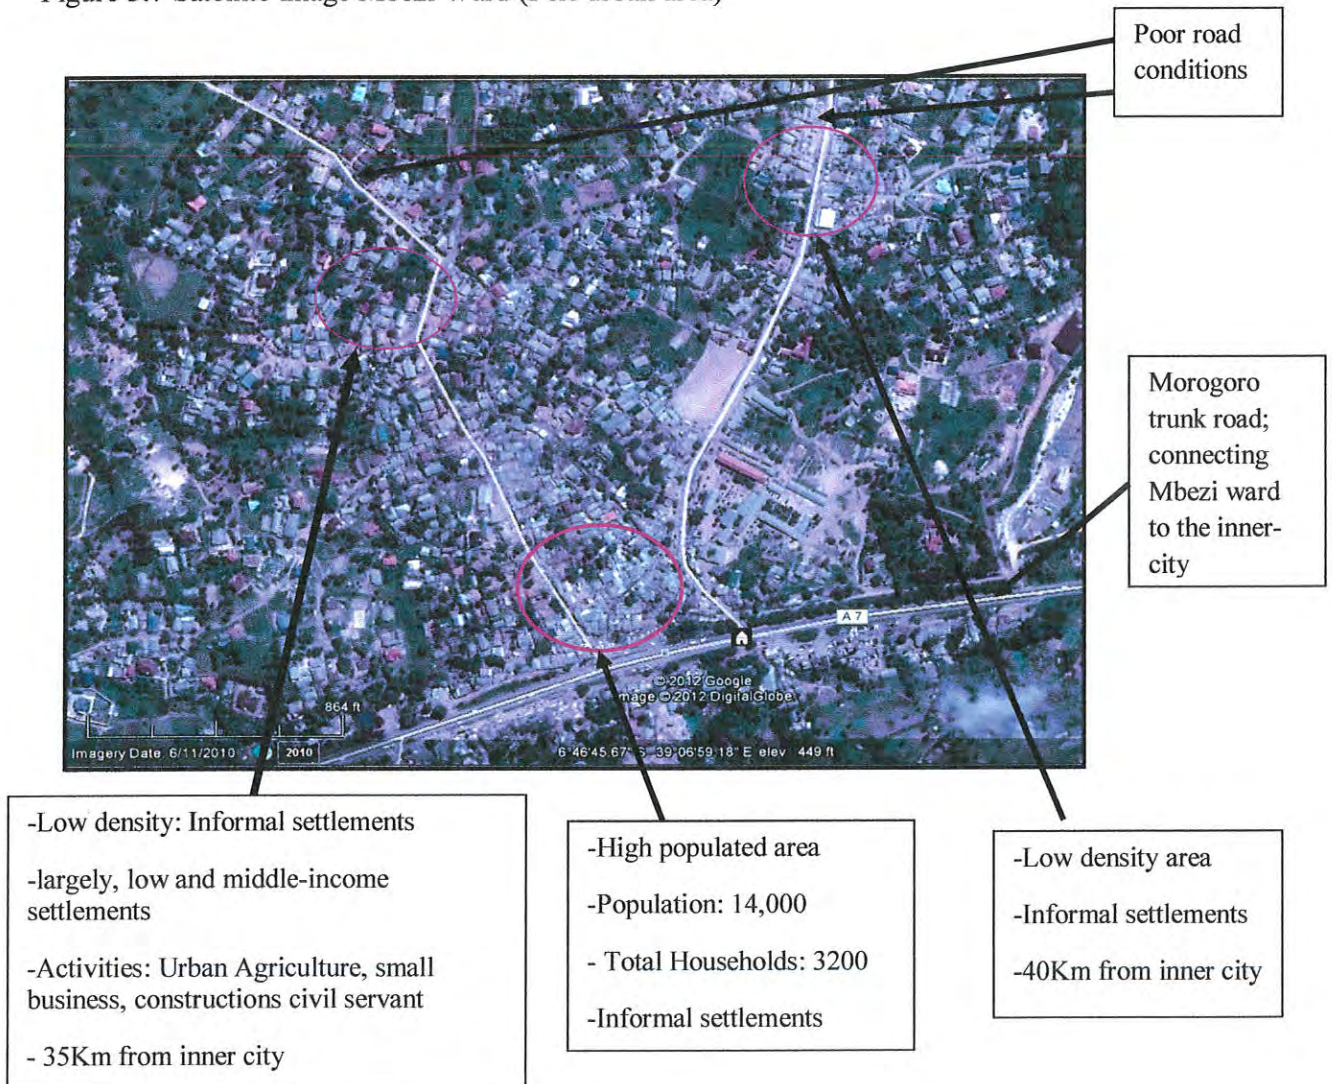 Poor road
conditions
Morogoro
trunk road;
connecting
Mbezi ward
to the inner-
city
A 7
© 2012 Google
mage © 2012 DigitalGlobe
864 ft
Imagery Date: 6/11/2010
2010
6°46'45.67" S 39°06'59.18" E elev 449 ft
-Low density: Informal settlements
-largely, low and middle-income
settlements
-Activities: Urban Agriculture, small
business, constructions civil servant
- 35Km from inner city
-High populated area
-Population: 14,000
- Total Households: 3200
-Informal settlements
-Low density area
-Informal settlements
-40Km from inner city